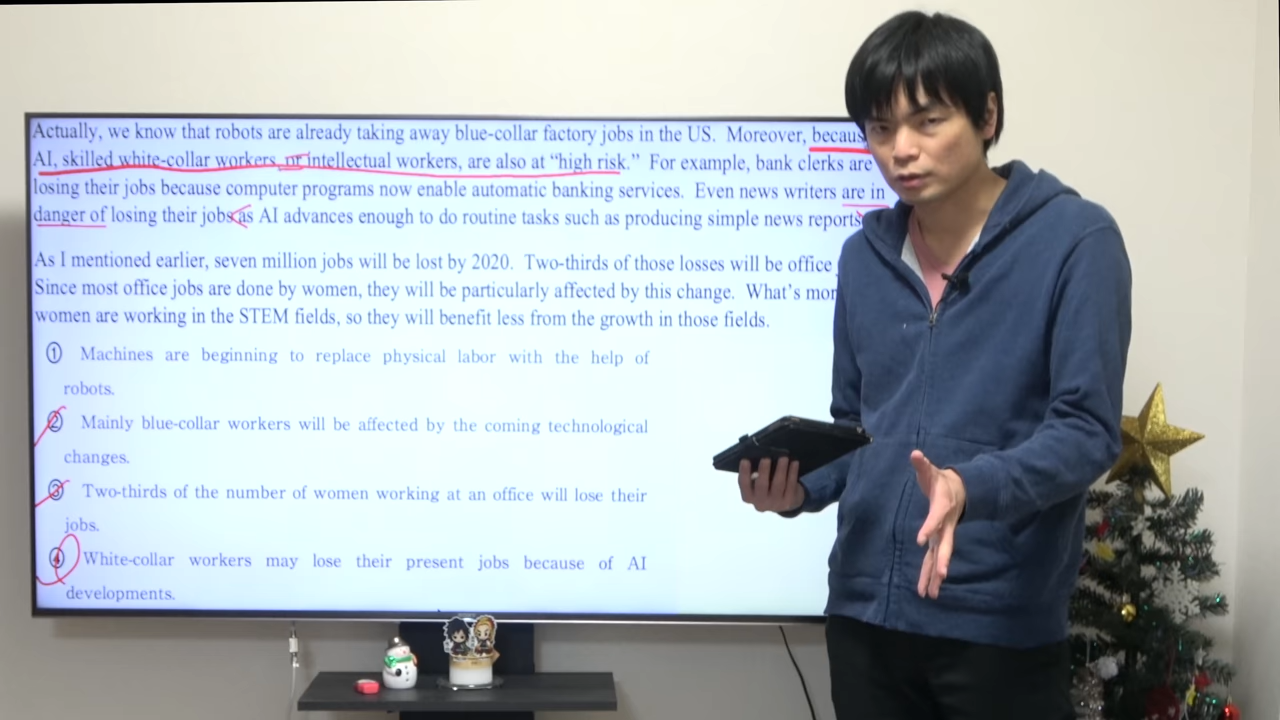 Actually, we know that robots are already taking away blue-collar factory jobs in the US. Moreover,
AI, skilled white-collar workers, or intellectual workers, are also at “high risk.” For example, bank clerks are
losing their jobs because computer programs now enable automatic banking services. Even news writers are in
danger of losing their jobs as AI advances enough to do routine tasks such as producing simple news reports
As I mentioned earlier, seven million jobs will be lost by 2020. Two-thirds of those losses will be office
Since most office jobs are done by women, they will be particularly affected by this change. What’s
women are working in the STEM fields, so they will benefit less from the growth in those fields.
① Machines are beginning to replace physical labor with the help of
robots.
② Mainly blue-collar workers will be affected by the coming technological
changes.
③ Two-thirds of the number of women working at an office will lose their
jobs.
④ White-collar workers may lose their present jobs because of AI
developments.